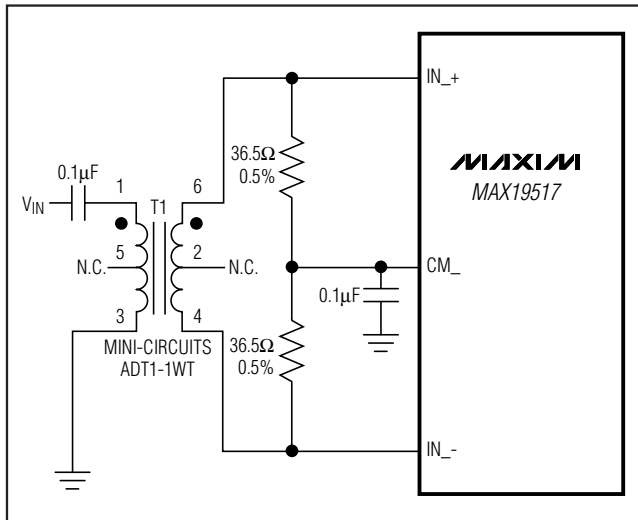 IN_+
36.5Ω
0.5%
MAXIM
MAX19517
0.1µF
1
6
VIN
T1
5
2
N.C.
N.C.
CM_
0.1µF
3
4
MINI-CIRCUITS
ADT1-1WT
36.5Ω
0.5%
IN_-